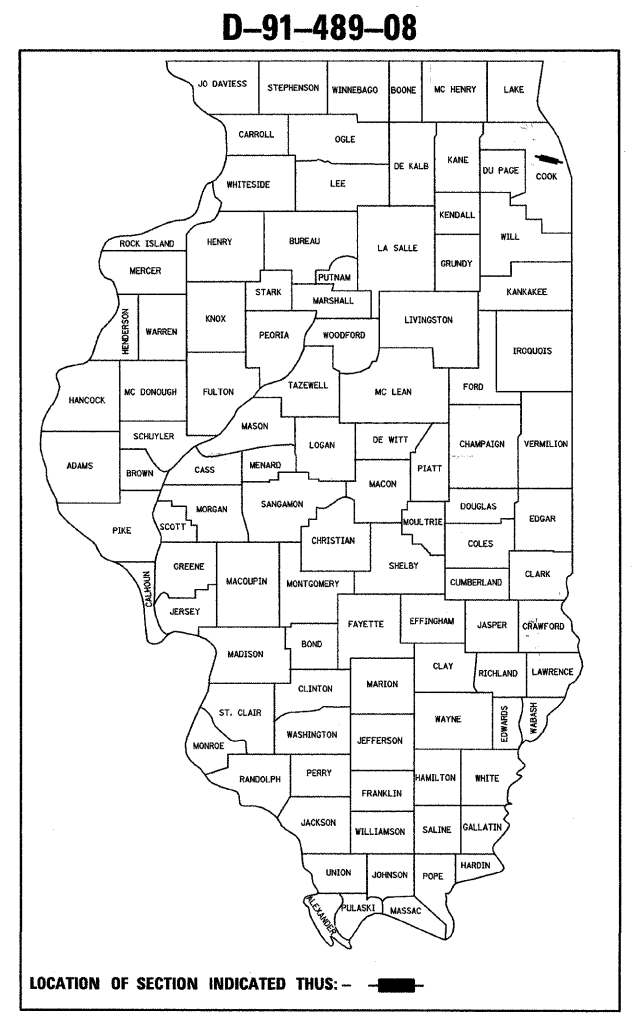 D–91–489–08
JO DAVIESS STEPHENSON WINNEBAGO BOONE MC HENRY LAKE
CARROLL OGLE
DE KALB KANE DU PAGE COOK
WHITESIDE LEE
KENDALL
ROCK ISLAND HENRY BUREAU LA SALLE WILL
MERCER PUTNAM GRUNDY
STARK MARSHALL KANKAKEE
HENDERSON WARREN KNOX PEORIA WOODFORD LIVINGSTON
IROQUOIS
HANCOCK MC DONOUGH FULTON TAZEWELL MC LEAN FORD
MASON
SCHUYLER LOGAN DE WITT CHAMPAIGN VERMILION
ADAMS BROWN CASS MENARD PIATT
MACON
PIKE SCOTT MORGAN SANGAMON MOULTRIE DOUGLAS EDGAR
CHRISTIAN COLES
CALHOUN GREENE MACOUPIN MONTGOMERY SHELBY CUMBERLAND CLARK
JERSEY
FAYETTE EFFINGHAM JASPER CRAWFORD
MADISON BOND
CLAY RICHLAND LAWRENCE
CLINTON MARION
ST. CLAIR WAYNE EDWARDS WABASH
MONROE WASHINGTON JEFFERSON
RANDOLPH PERRY HAMILTON WHITE
FRANKLIN
JACKSON WILLIAMSON SALINE GALLATIN
UNION JOHNSON POPE HARDIN
ALEXANDER PULASKI MASSAC
LOCATION OF SECTION INDICATED THUS: –